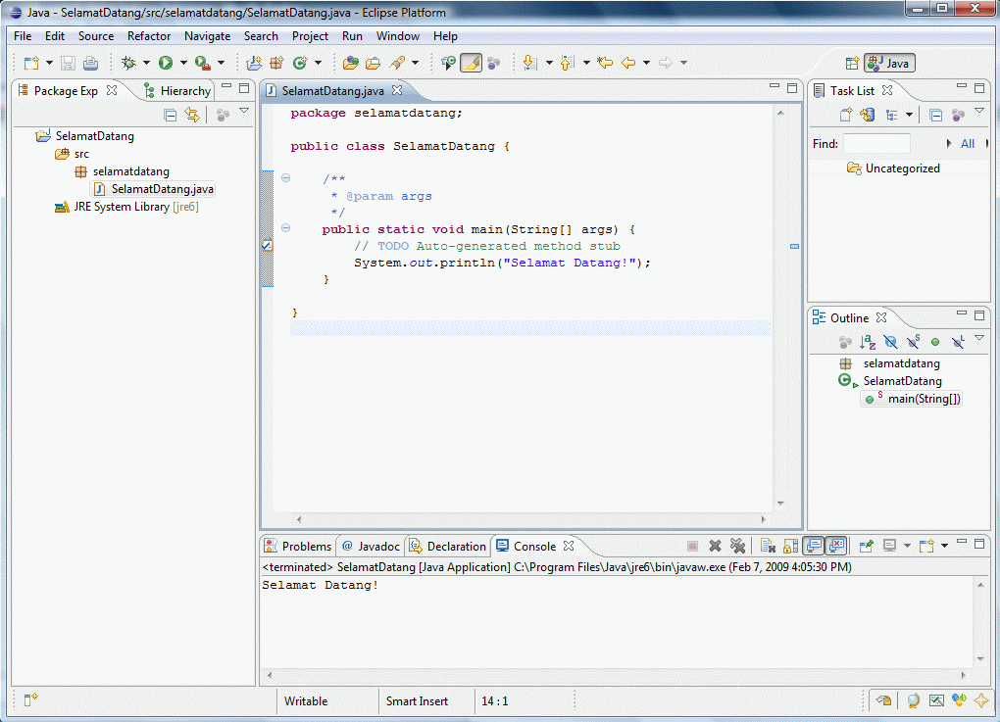 Java - SelamatDatang/src/selamatdatang/SelamatDatang.java - Eclipse Platform
File Edit Source Refactor Navigate Search Project Run Window Help
Java
Package Exp Hierarchy
SelamatDatang
src
selamatdatang
SelamatDatang.java
JRE System Library [jre6]
SelamatDatang.java
package selamatdatang;
public class SelamatDatang {
/**
* @param args
*/
public static void main(String[] args) {
// TODO Auto-generated method stub
System.out.println("Selamat Datang!");
}
}
Task List
Find: All
Uncategorized
Outline
selamatdatang
SelamatDatang
main(String[])
Problems Javadoc Declaration Console
<terminated> SelamatDatang [Java Application] C:\Program Files\Java\jre6\bin\javaw.exe (Feb 7, 2009 4:05:30 PM)
Selamat Datang!
Writable Smart Insert 14 : 1